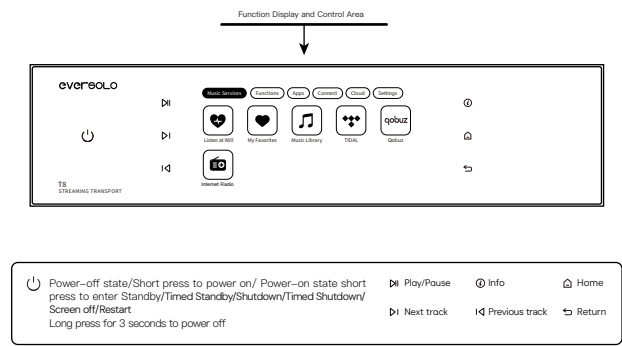 Function Display and Control Area
eversolo
Music Services Functions Apps Connect Cloud Settings
qobuz
Listen at Will My Favorites Music Library TIDAL Qobuz
Internet Radio
T8
STREAMING TRANSPORT
Power-off state/Short press to power on/ Power-on state short
press to enter Standby/Timed Standby/Shutdown/Timed Shutdown/
Screen off/Restart
Long press for 3 seconds to power off
Play/Pause Info Home
Next track Previous track Return